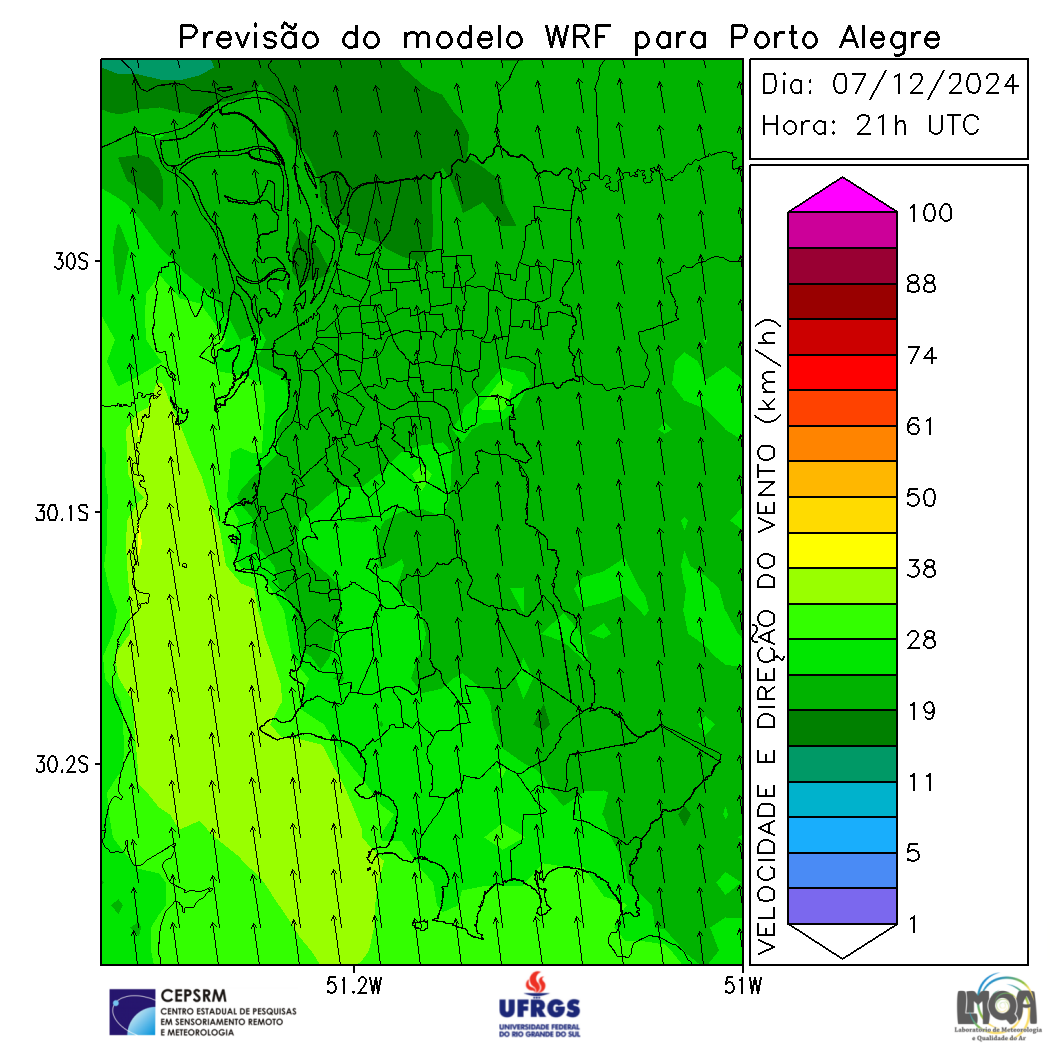 Previsão do modelo WRF para Porto Alegre
Dia: 07/12/2024
Hora: 21h UTC
30S
30.1S
30.2S
51.2W
51W
VELOCIDADE E DIREÇÃO DO VENTO (km/h)
100
88
74
61
50
38
28
19
11
5
1
CEPSRM
CENTRO ESTADUAL DE PESQUISAS
EM SENSORIAMENTO REMOTO
E METEOROLOGIA
UFRGS
UNIVERSIDADE FEDERAL
DO RIO GRANDE DO SUL
LMQA
Laboratório de Meteorologia
e Qualidade do Ar